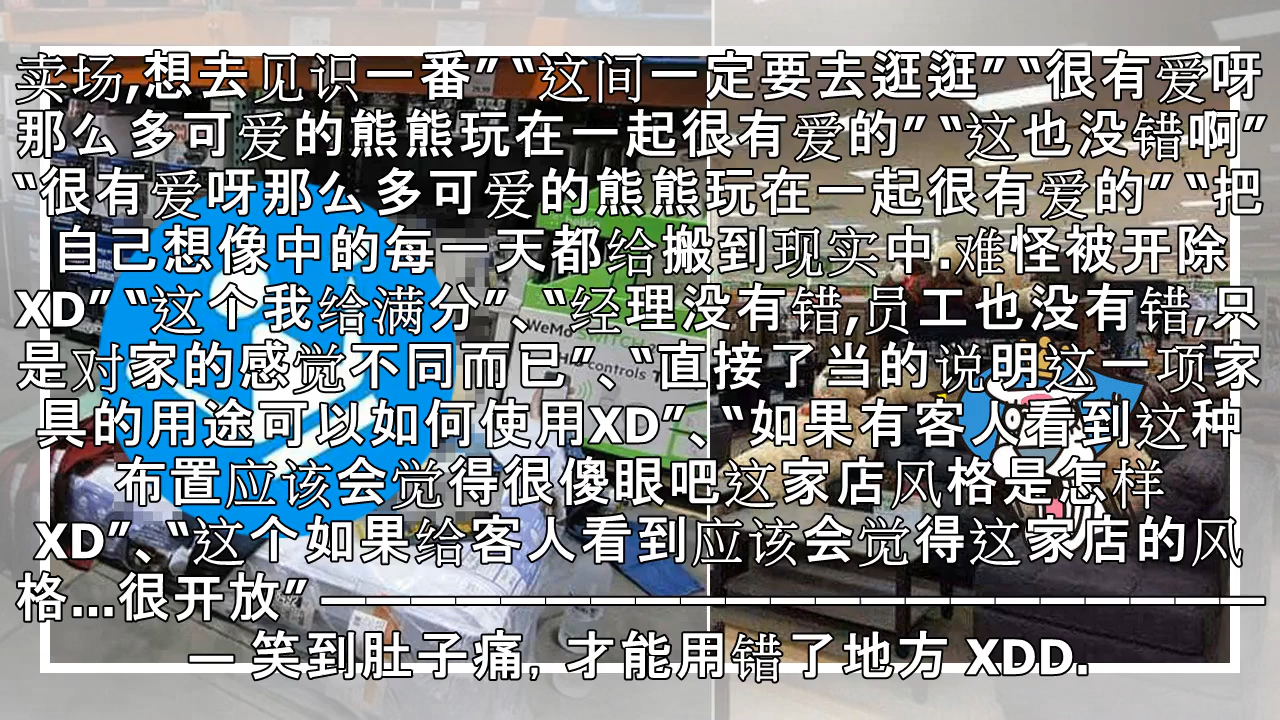 卖场,想去见识一番” “这间一定要去逛逛” “很有爱呀
那么多可爱的熊熊玩在一起很有爱的” “这也没错啊”
“很有爱呀那么多可爱的熊熊玩在一起很有爱的” “把
自己想像中的每一天都给搬到现实中.难怪被开除
XD” “这个我给满分”、“经理没有错,员工也没有错,只
是对家的感觉不同而已”、“直接了当的说明这一项家
具的用途可以如何使用XD”、“如果有客人看到这种
布置应该会觉得很傻眼吧这家店风格是怎样
XD”、“这个如果给客人看到应该会觉得这家店的风
格...很开放” —————————————————————
— 笑到肚子痛，才能用错了地方 XDD.
belkin
WeMo SWITCH
controls